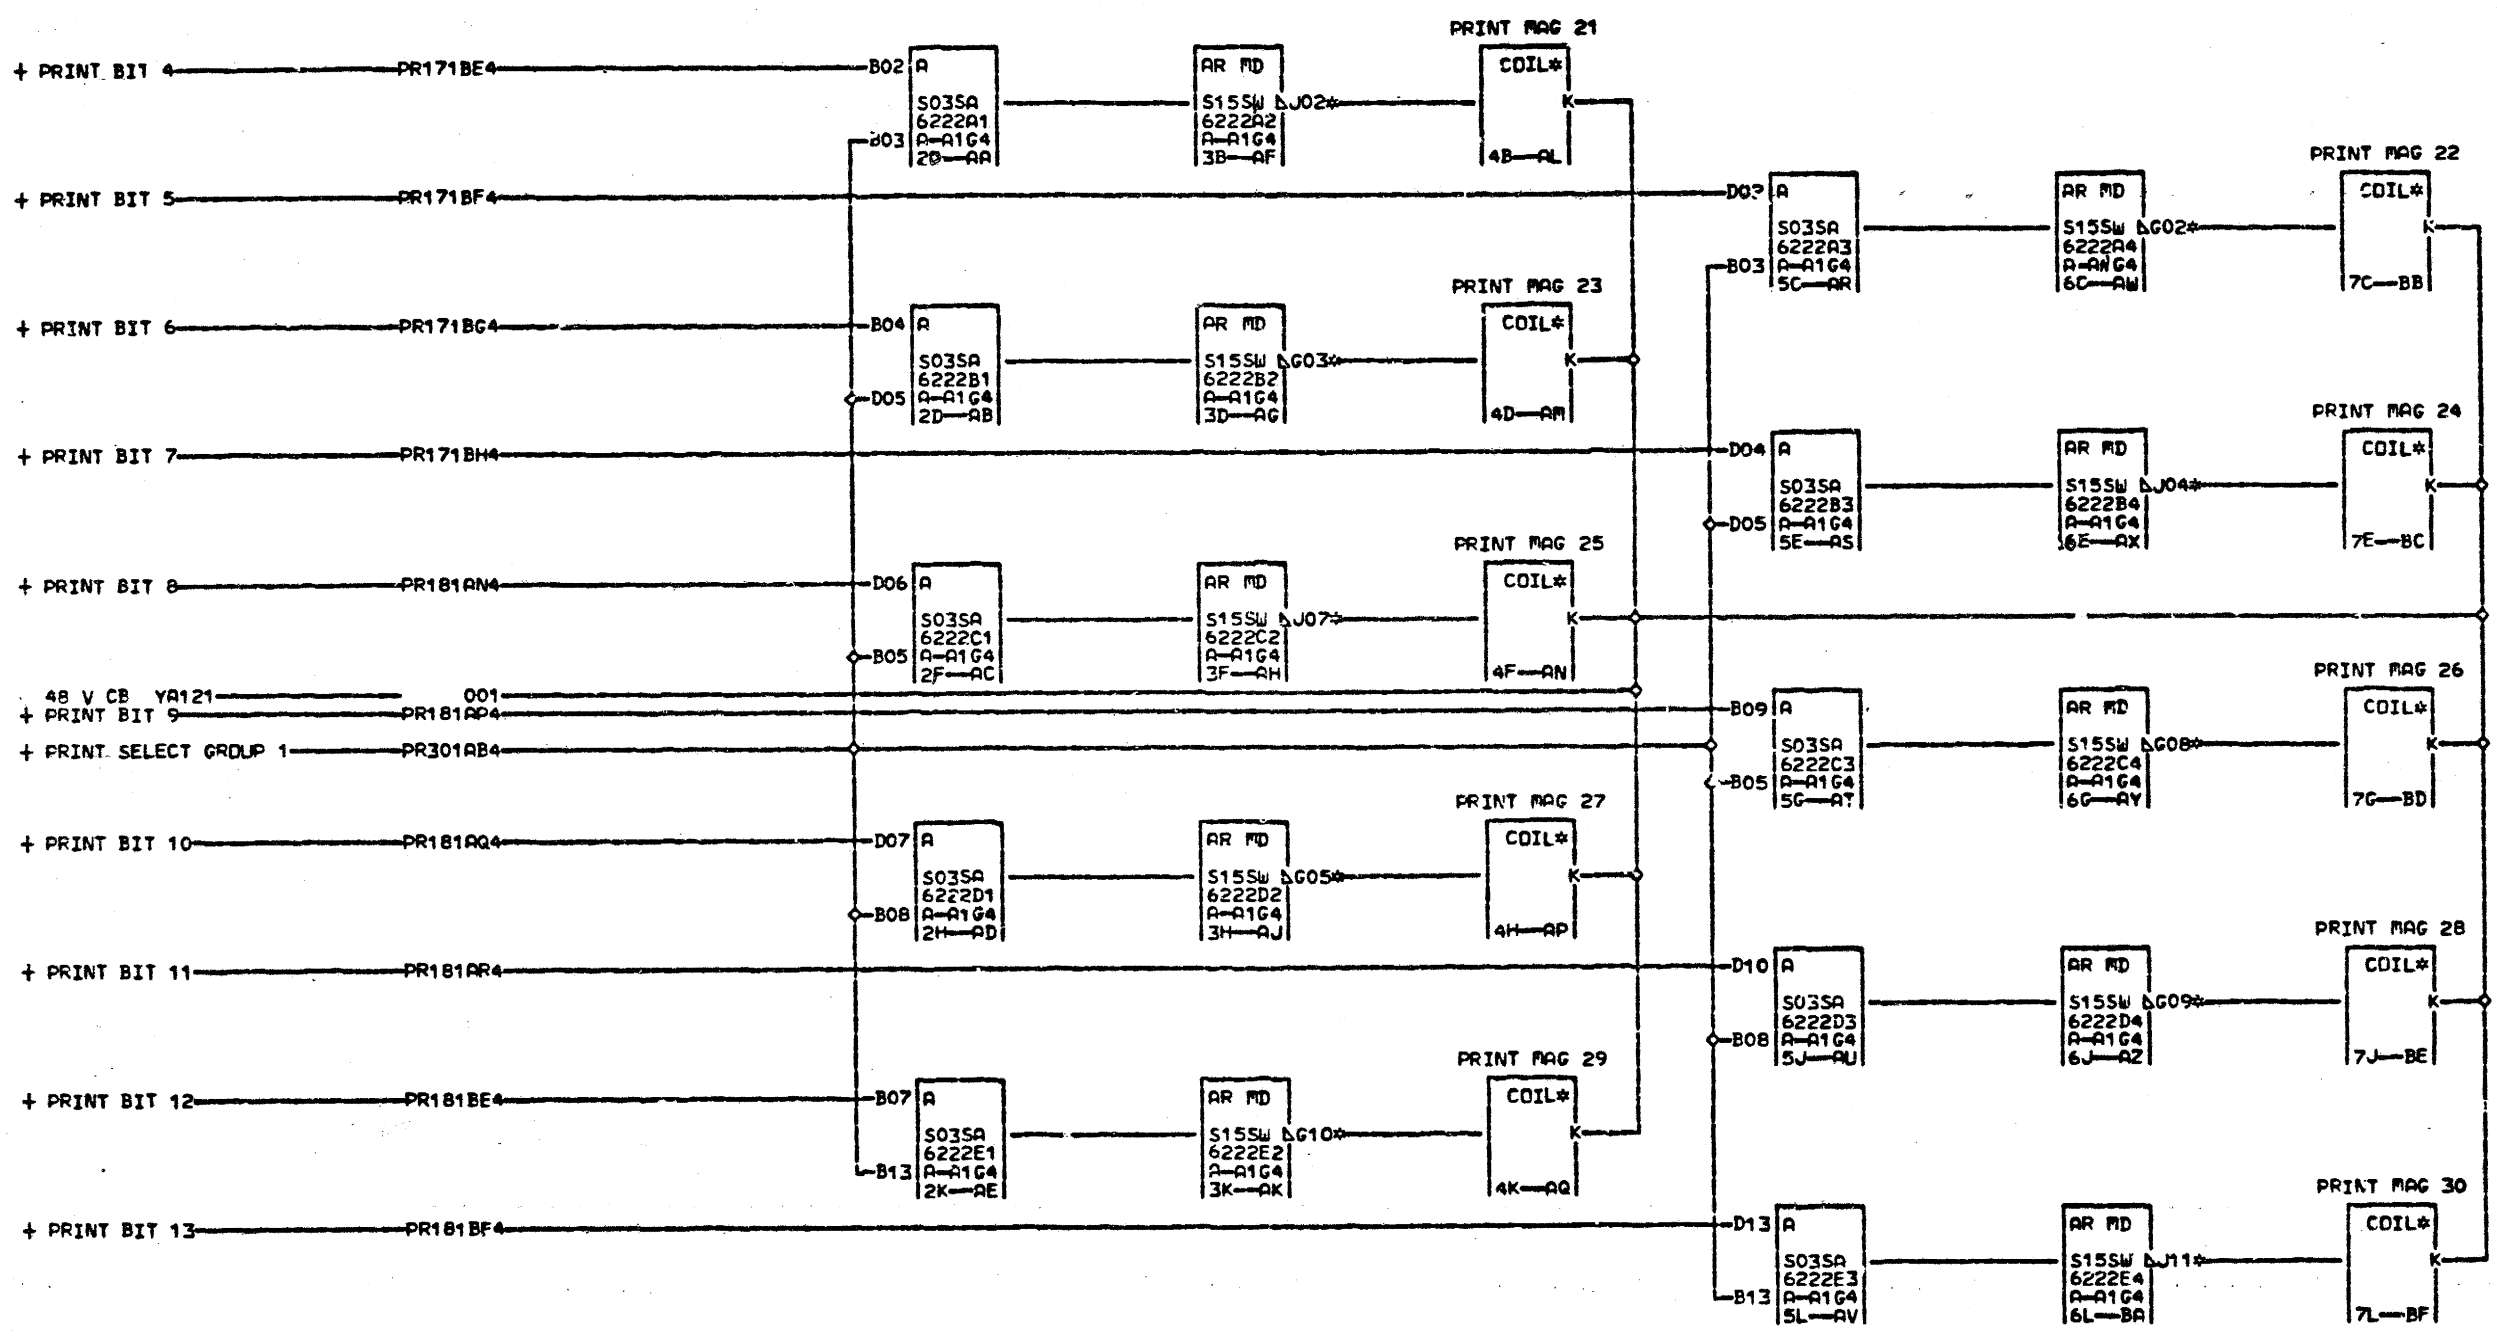 PRINT MAG 21
+ PRINT BIT 4 PR171BE4 B02 A AR MD COIL*
S03SA S15SW J02* K
6222A1 6222A2
B03 A-A1G4 A-A1G4
AA 3B-AF 4B-AL
PRINT MAG 22
+ PRINT BIT 5 PR171BF4 A AR MD COIL*
S03SA S15SW G02* K
6222A3 6222A4
B03 A-A1G4
5C-AR 6C-AW 7C-BB
PRINT MAG 23
+ PRINT BIT 6 PR171BG4 B04 A AR MD COIL*
S03SA S15SW G03* K
6222B1 6222B2
D05 A-A1G4 A-A1G4
2D-AB 3D-AG 4D-AM
PRINT MAG 24
+ PRINT BIT 7 PR171BH4 D04 A AR MD COIL*
S03SA S15SW J04* K
6222B3 6222B4
D05 A-A1G4 A-A1G4
5E-AS 6E-AX 7E-BC
PRINT MAG 25
+ PRINT BIT 8 PR181AN4 D06 A AR MD COIL*
S03SA S15SW J07* K
6222C1 6222C2
B05 A-A1G4 A-A1G4
2F-AC 3F-AH 4F-AN
48 V CB YA121 001
PRINT MAG 26
+ PRINT BIT 9 PR181AP4 B09 A AR MD COIL*
+ PRINT SELECT GROUP 1 PR301AB4
S03SA S15SW G08* K
6222C3 6222C4
B05 A-A1G4 A-A1G4
5G-AT 6G-AY 7G-BD
PRINT MAG 27
+ PRINT BIT 10 PR181AQ4 D07 A AR MD COIL*
S03SA S15SW G05* K
6222D1 6222D2
B08 A-A1G4 A-A1G4
2H-AD 3H-AJ 4H-AP
PRINT MAG 28
+ PRINT BIT 11 PR181AR4 D10 A AR MD COIL*
S03SA S15SW G09* K
6222D3 6222D4
B08 A-A1G4 A-A1G4
5J-AU 6J-AZ 7J-BE
PRINT MAG 29
+ PRINT BIT 12 PR181BE4 B07 A AR MD COIL*
S03SA S15SW G10* K
6222E1 6222E2
B13 A-A1G4 A-A1G4
2K-AE 3K-AK 4K-AQ
PRINT MAG 30
+ PRINT BIT 13 PR181BF4 D13 A AR MD COIL*
S03SA S15SW J11* K
6222E3 6222E4
B13 A-A1G4 A-A1G4
5L-AV 6L-BA 7L-BF